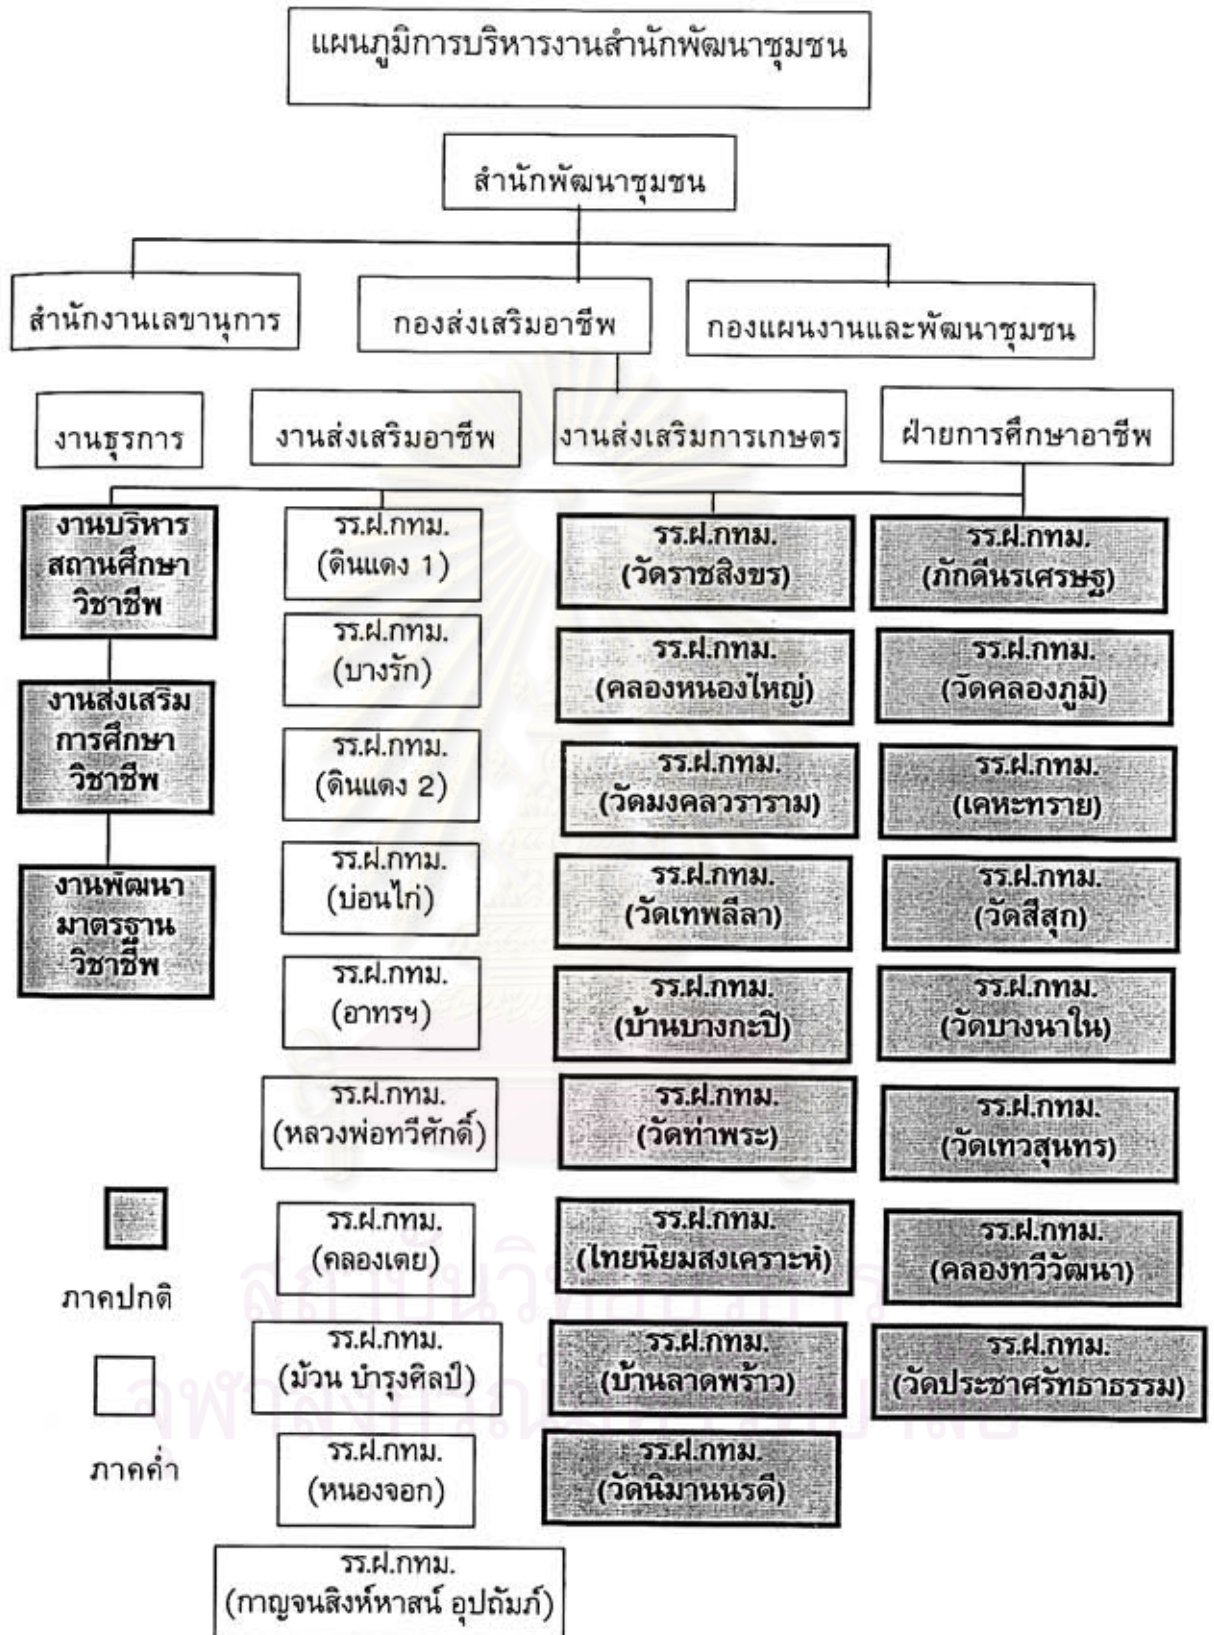 แผนภูมิการบริหารงานสำนักพัฒนาชุมชน
สำนักพัฒนาชุมชน
สำนักงานเลขานุการ
กองส่งเสริมอาชีพ
กองแผนงานและพัฒนาชุมชน
งานธุรการ
งานส่งเสริมอาชีพ
งานส่งเสริมการเกษตร
ฝ่ายการศึกษาอาชีพ
งานบริหาร
สถานศึกษา
วิชาชีพ
งานส่งเสริม
การศึกษา
วิชาชีพ
งานพัฒนา
มาตรฐาน
วิชาชีพ
รร.ฝ.กทม.
(ดินแดง 1)
รร.ฝ.กทม.
(บางรัก)
รร.ฝ.กทม.
(ดินแดง 2)
รร.ฝ.กทม.
(บ่อนไก่)
รร.ฝ.กทม.
(อาทรฯ)
รร.ฝ.กทม.
(หลวงพ่อทวีศักดิ์)
รร.ฝ.กทม.
(คลองเตย)
รร.ฝ.กทม.
(ม้วน บำรุงศิลป์)
รร.ฝ.กทม.
(หนองจอก)
รร.ฝ.กทม.
(กาญจนสิงห์หาสน์ อุปถัมภ์)
รร.ฝ.กทม.
(วัดราชสิงขร)
รร.ฝ.กทม.
(คลองหนองใหญ่)
รร.ฝ.กทม.
(วัดมงคลวราราม)
รร.ฝ.กทม.
(วัดเทพลีลา)
รร.ฝ.กทม.
(บ้านบางกะปิ)
รร.ฝ.กทม.
(วัดท่าพระ)
รร.ฝ.กทม.
(ไทยนิยมสงเคราะห์)
รร.ฝ.กทม.
(บ้านลาดพร้าว)
รร.ฝ.กทม.
(วัดนิมานนรดี)
รร.ฝ.กทม.
(ภักดีนรเศรษฐ)
รร.ฝ.กทม.
(วัดคลองภูมิ)
รร.ฝ.กทม.
(เคหะทราย)
รร.ฝ.กทม.
(วัดสีสุก)
รร.ฝ.กทม.
(วัดบางนาใน)
รร.ฝ.กทม.
(วัดเทวสุนทร)
รร.ฝ.กทม.
(คลองทวีวัฒนา)
รร.ฝ.กทม.
(วัดประชาศรัทธาธรรม)
ภาคปกติ
ภาคค่ำ
สถาบันวิทยบริการ
จุฬาลงกรณ์มหาวิทยาลัย